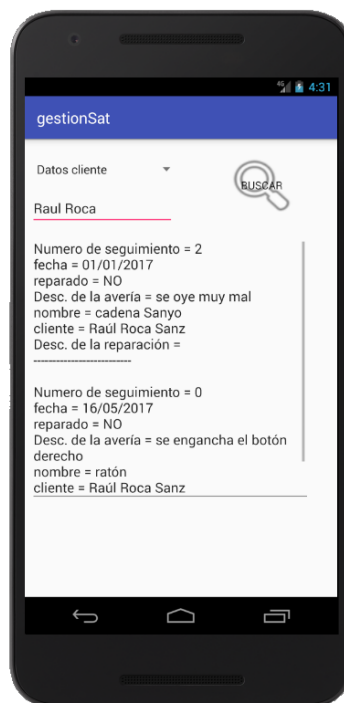 4:31
gestionSat
Datos cliente
BUSCAR
Raul Roca
Numero de seguimiento = 2
fecha = 01/01/2017
reparado = NO
Desc. de la avería = se oye muy mal
nombre = cadena Sanyo
cliente = Raúl Roca Sanz
Desc. de la reparación =
--------------------------
Numero de seguimiento = 0
fecha = 16/05/2017
reparado = NO
Desc. de la avería = se engancha el botón
derecho
nombre = ratón
cliente = Raúl Roca Sanz